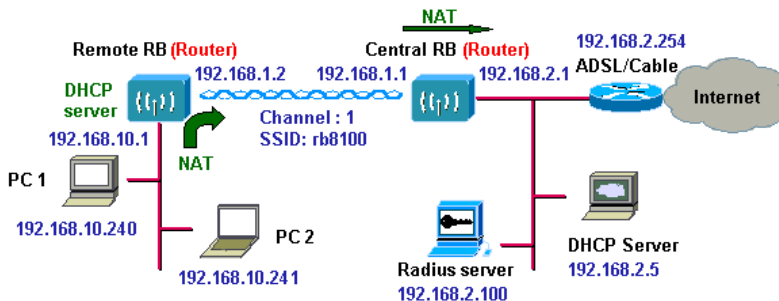 NAT
Remote RB (Router)
Central RB (Router)
192.168.2.254
ADSL/Cable
192.168.1.2
192.168.1.1
192.168.2.1
DHCP
server
Internet
Channel : 1
SSID: rb8100
192.168.10.1
NAT
PC 1
192.168.10.240
PC 2
192.168.10.241
Radius server
192.168.2.100
DHCP Server
192.168.2.5